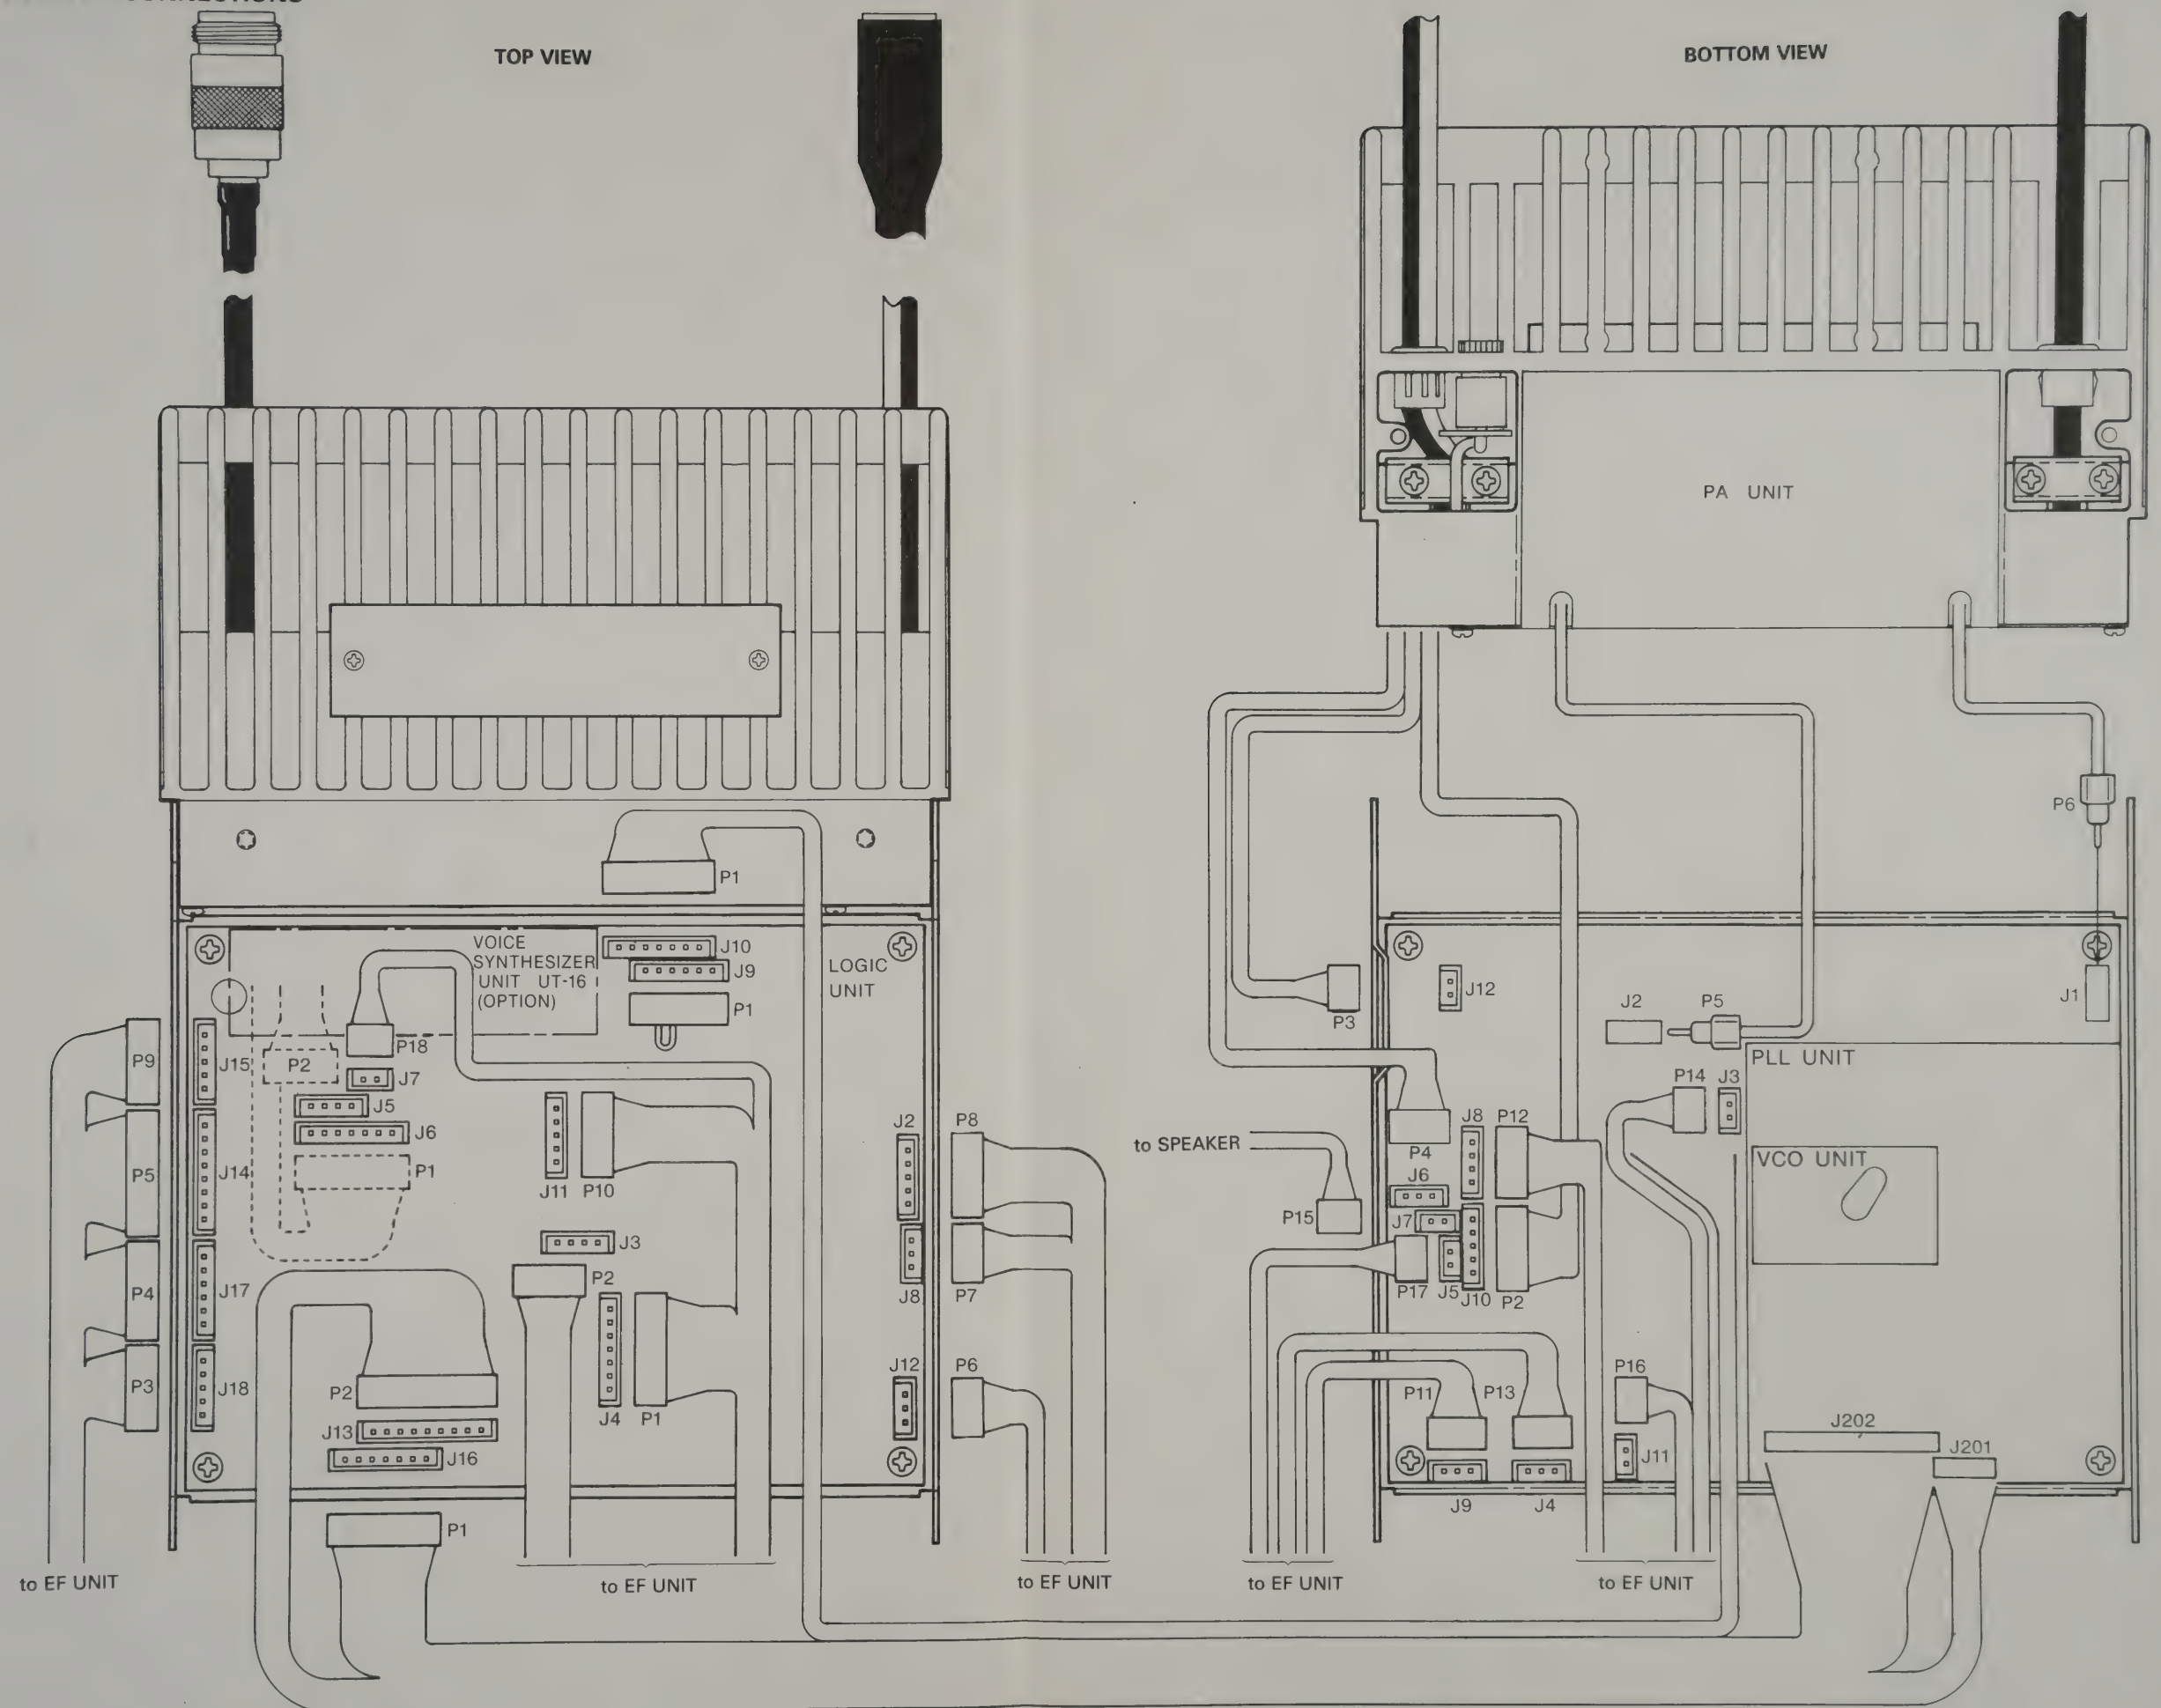 CONNECTIONS
TOP VIEW
BOTTOM VIEW
PA UNIT
P6
P1
VOICE
SYNTHESIZER
UNIT UT-16
(OPTION)
J10
J9
P1
LOGIC
UNIT
P18
P2
J7
J5
J6
P1
P9
P5
P4
P3
J15
J14
J17
J18
J11
P10
J3
P2
J4
P1
P2
J13
J16
P1
J2
P8
J8
P7
J12
P6
to EF UNIT
to EF UNIT
to EF UNIT
P3
J12
J2
P5
J1
PLL UNIT
P14
J3
VCO UNIT
to SPEAKER
P15
P4
J8
P12
J6
J7
P17
J5
J10
P2
P11
P13
P16
J11
J9
J4
J202
J201
to EF UNIT
to EF UNIT